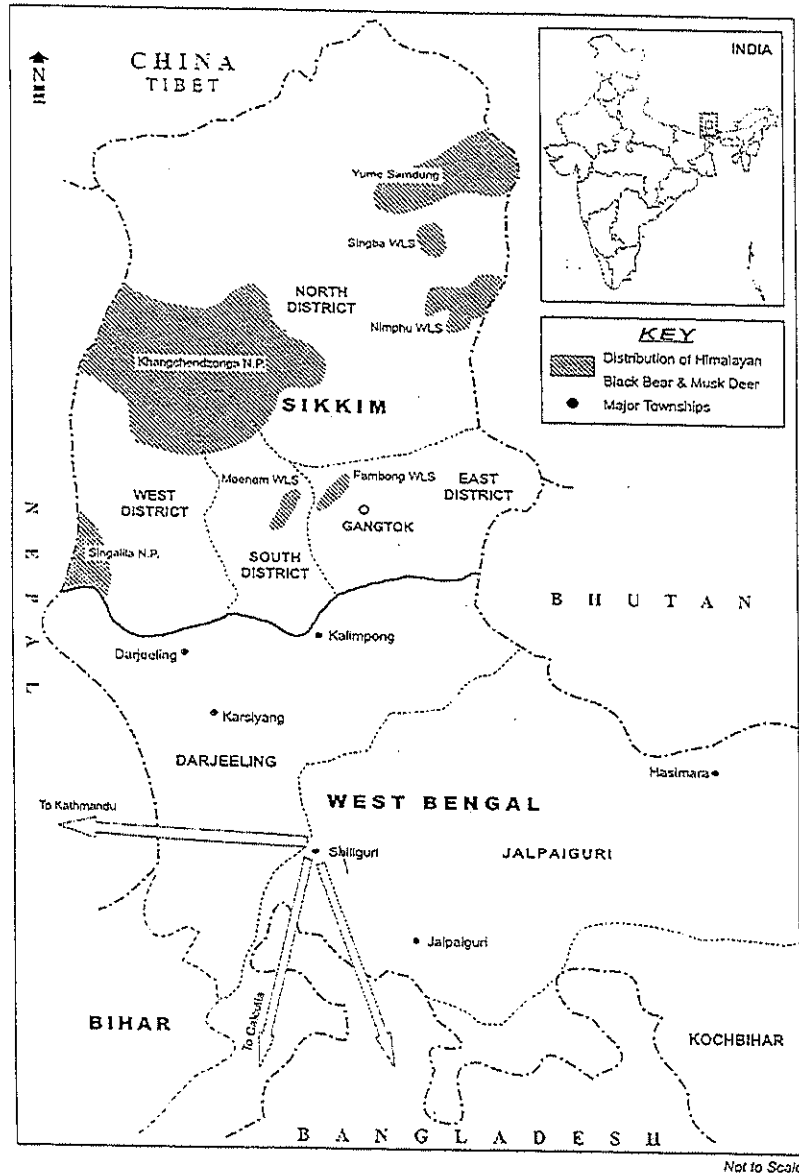 CHINA
TIBET
N
INDIA
Yume Samdung
Singba WLS
NORTH
DISTRICT
Nimphu WLS
Khangchendzonga N.P.
SIKKIM
KEY
Distribution of Himalayan
Black Bear & Musk Deer
Major Townships
Maenam WLS
Fambong WLS
EAST
DISTRICT
WEST
DISTRICT
GANGTOK
Singalila N.P.
SOUTH
DISTRICT
NEPAL
BHUTAN
Kalimpong
Darjeeling
Karsiyang
DARJEELING
Hasimara
To Kathmandu
WEST BENGAL
Shiliguri
JALPAIGURI
Jalpaiguri
To Calcutta
BIHAR
KOCHBIHAR
BANGLADESH
Not to Scale